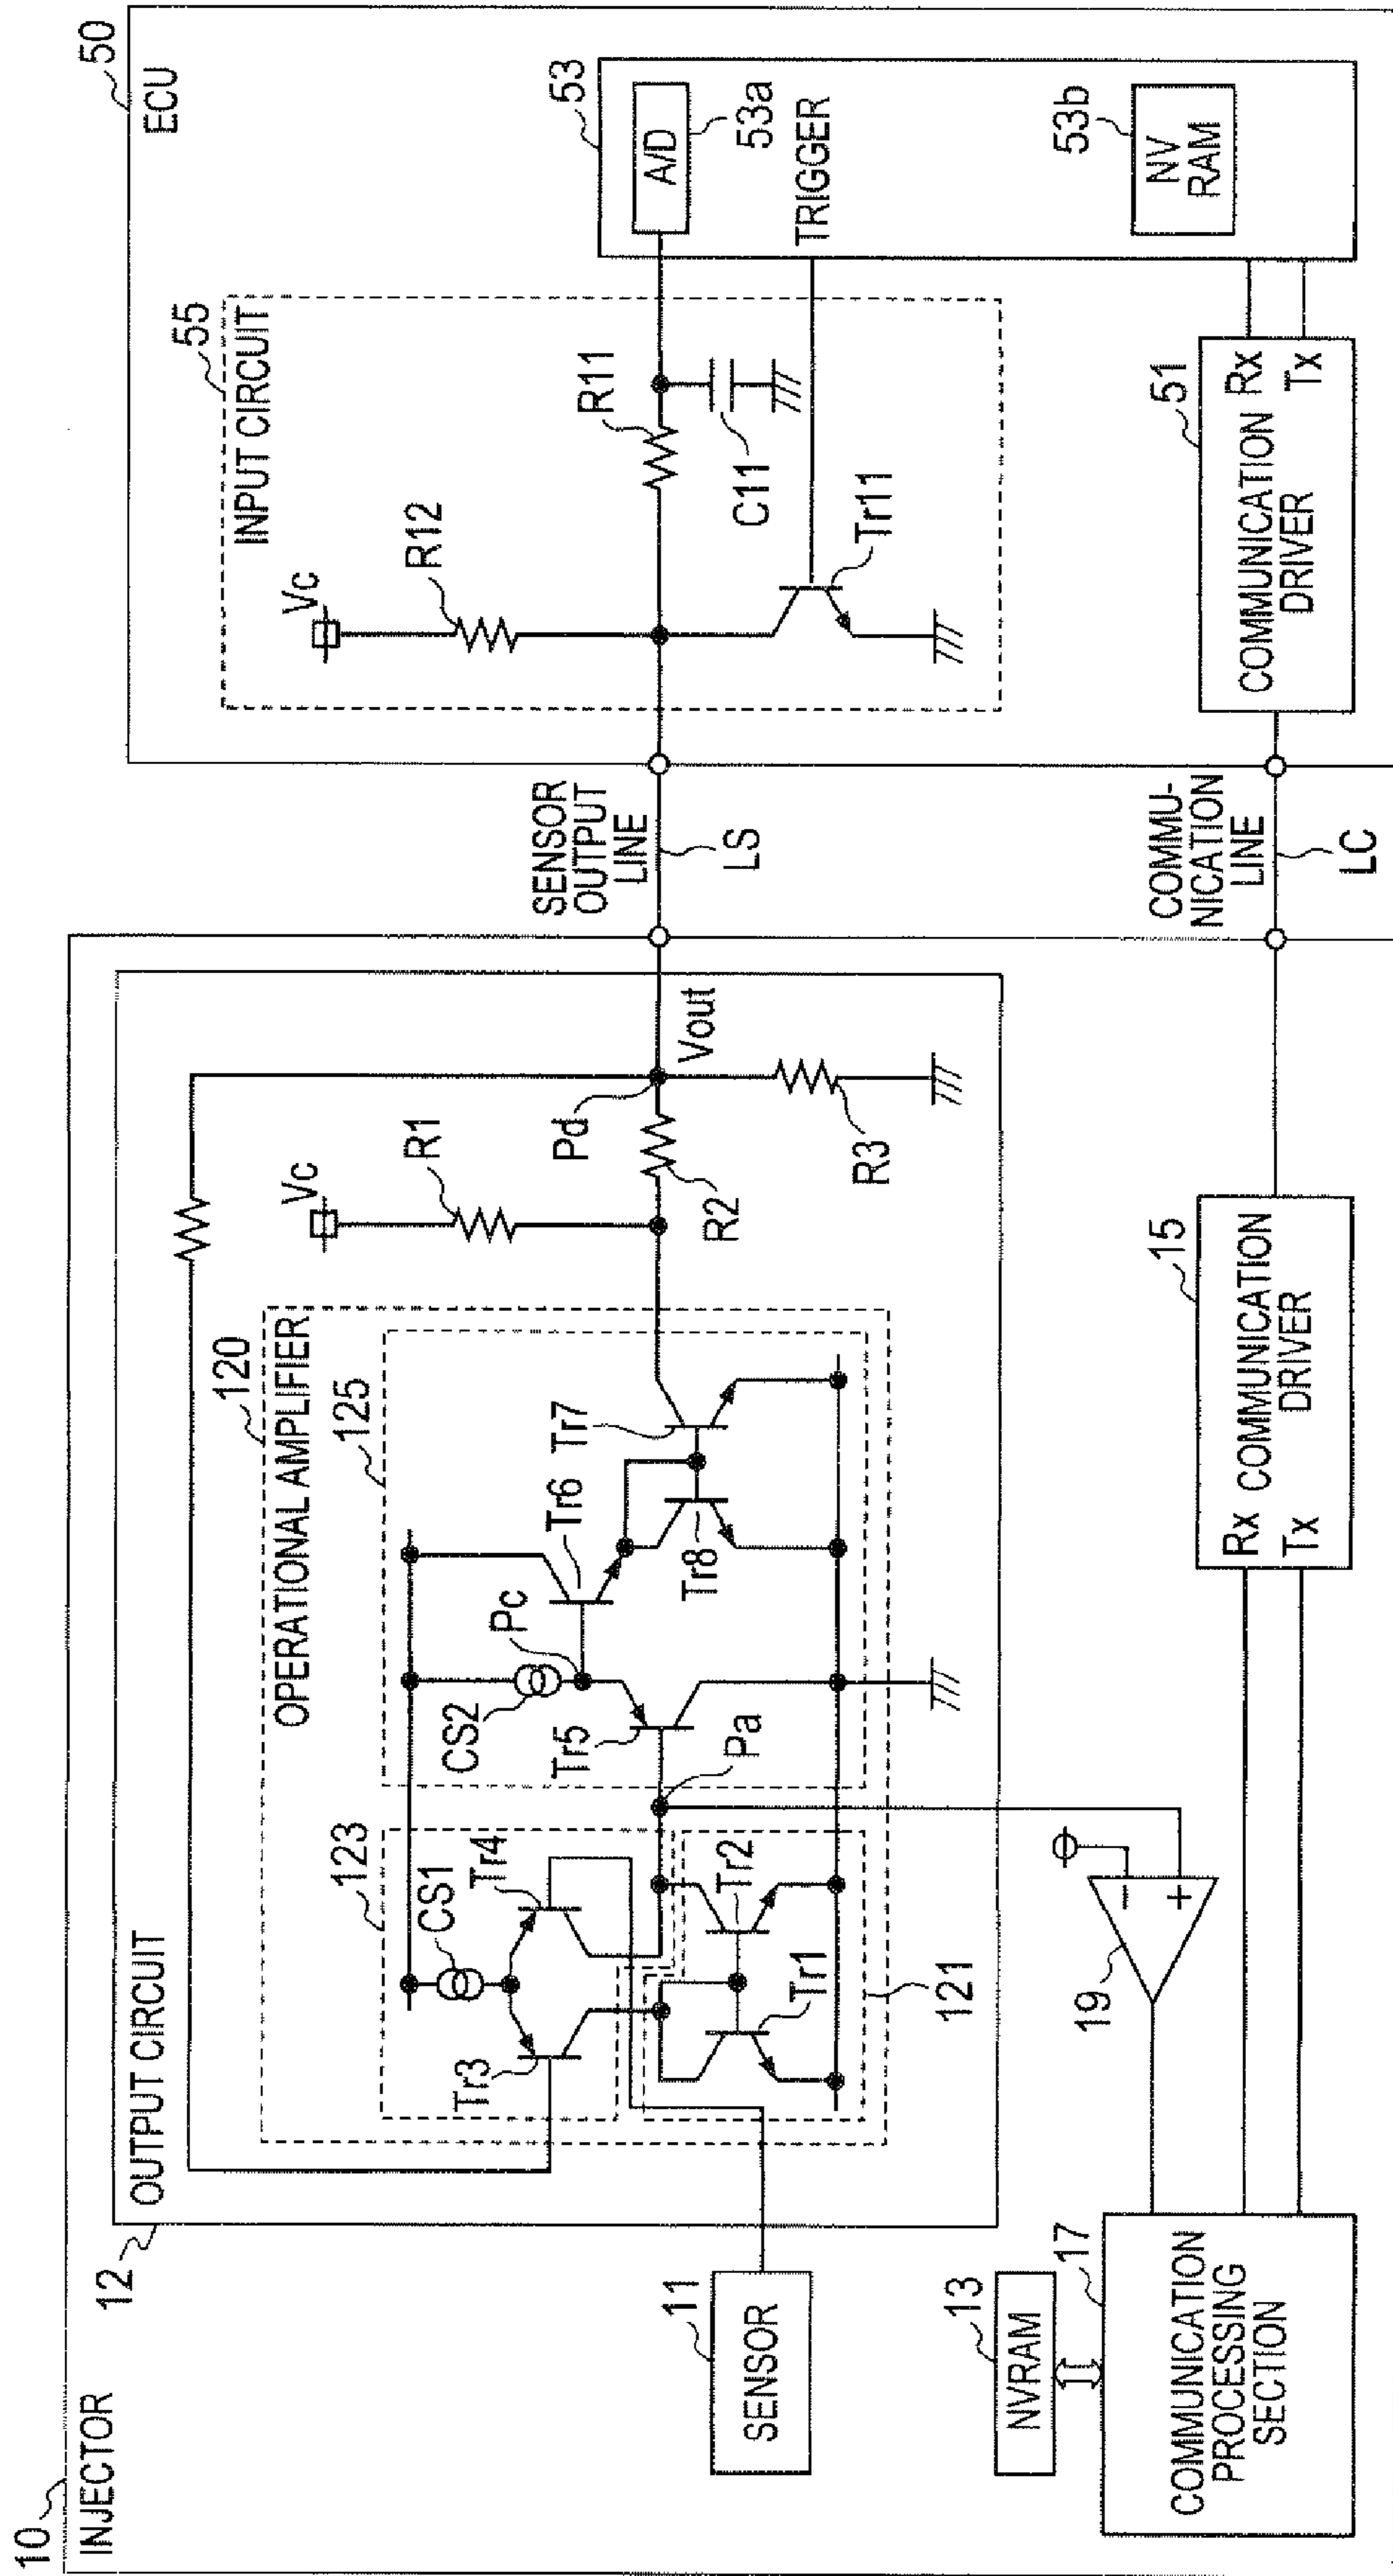 10
INJECTOR
12
OUTPUT CIRCUIT
120
OPERATIONAL AMPLIFIER
123
CS1
Tr3
Tr4
125
CS2
Tr5
Pc
Tr6
Tr7
Tr8
Pa
Tr1
Tr2
121
Vc
R1
R2
Pd
Vout
R3
11
SENSOR
13
NVRAM
17
COMMUNICATION
PROCESSING
SECTION
19
−
+
15
Rx
Tx
COMMUNICATION
DRIVER
SENSOR
OUTPUT
LINE
LS
COMMU-
NICATION
LINE
LC
50
ECU
55
INPUT CIRCUIT
Vc
R12
R11
C11
Tr11
53
A/D
53a
TRIGGER
53b
NV
RAM
51
COMMUNICATION
DRIVER
Rx
Tx